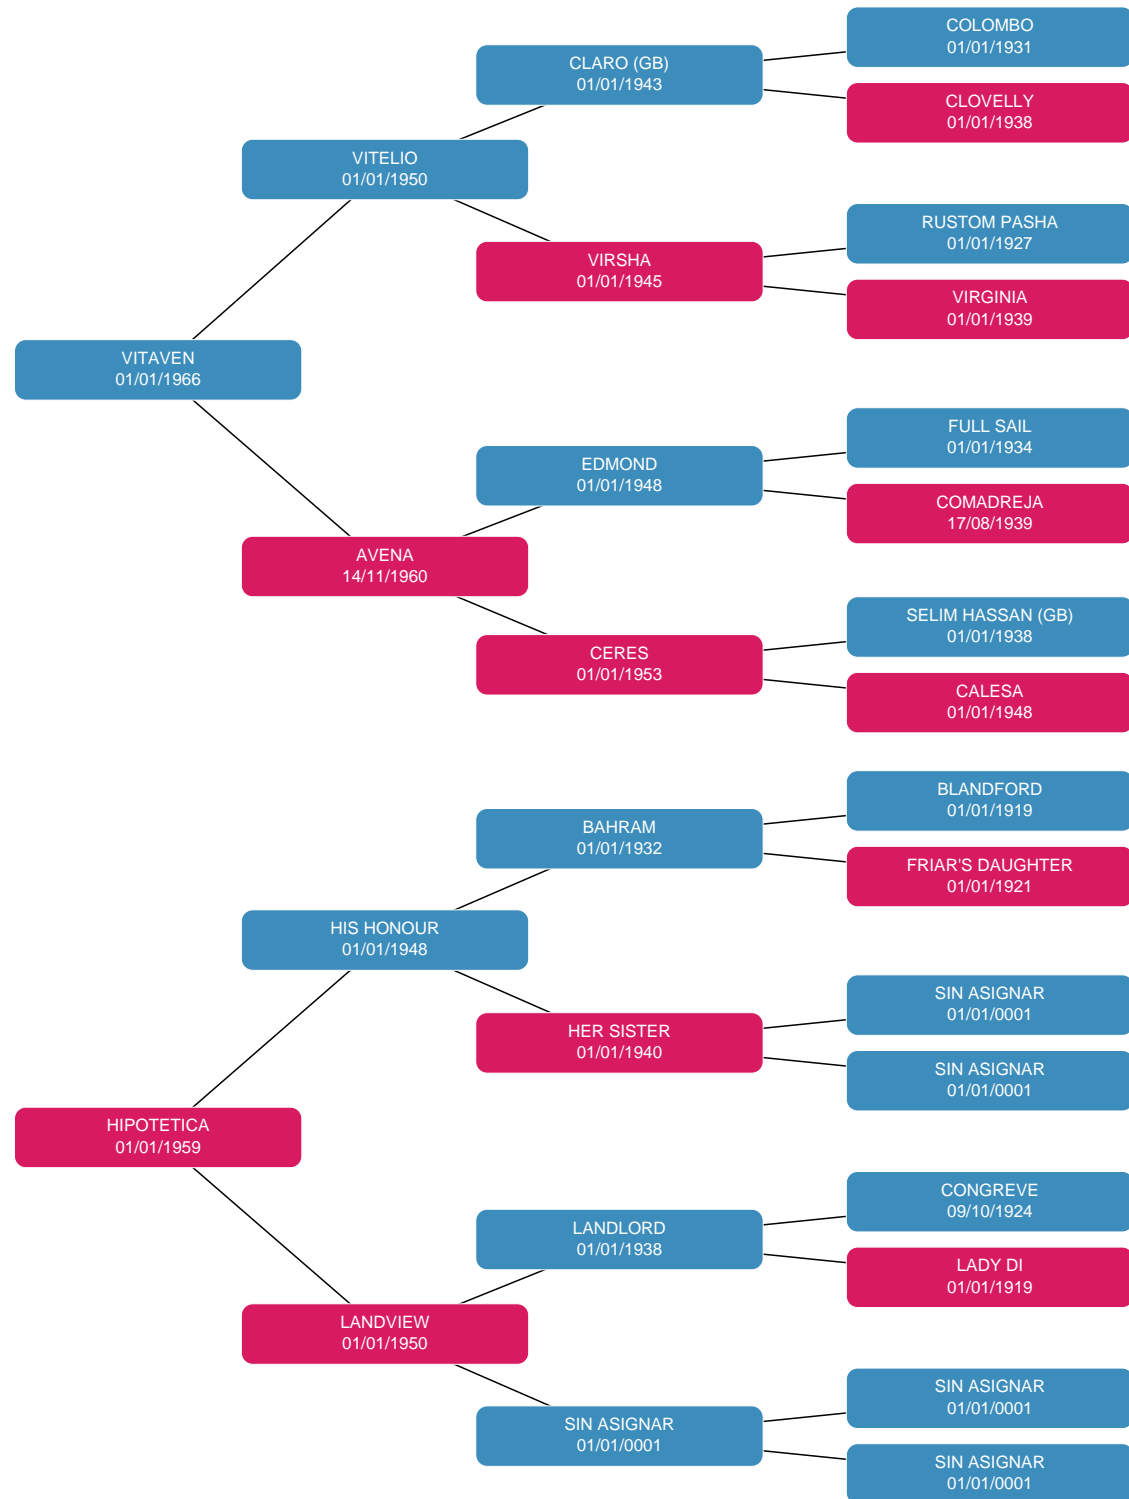 COLOMBO
01/01/1931
CLARO (GB)
01/01/1943
CLOVELLY
01/01/1938
VITELIO
01/01/1950
RUSTOM PASHA
01/01/1927
VIRSHA
01/01/1945
VIRGINIA
01/01/1939
VITAVEN
01/01/1966
FULL SAIL
01/01/1934
EDMOND
01/01/1948
COMADREJA
17/08/1939
AVENA
14/11/1960
SELIM HASSAN (GB)
01/01/1938
CERES
01/01/1953
CALESA
01/01/1948
BLANDFORD
01/01/1919
BAHRAM
01/01/1932
FRIAR'S DAUGHTER
01/01/1921
HIS HONOUR
01/01/1948
SIN ASIGNAR
01/01/0001
HER SISTER
01/01/1940
SIN ASIGNAR
01/01/0001
HIPOTETICA
01/01/1959
CONGREVE
09/10/1924
LANDLORD
01/01/1938
LADY DI
01/01/1919
LANDVIEW
01/01/1950
SIN ASIGNAR
01/01/0001
SIN ASIGNAR
01/01/0001
SIN ASIGNAR
01/01/0001